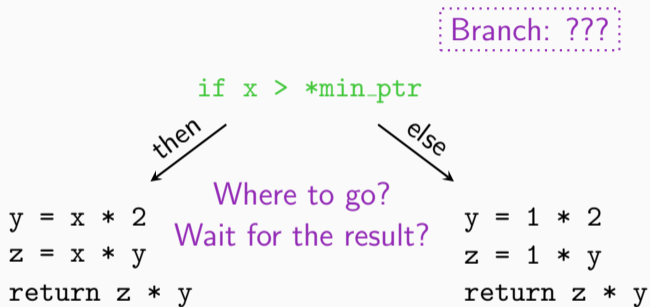 Branch: ???
if x > *min_ptr
then
else
Where to go?
Wait for the result?
y = x * 2
z = x * y
return z * y
y = 1 * 2
z = 1 * y
return z * y